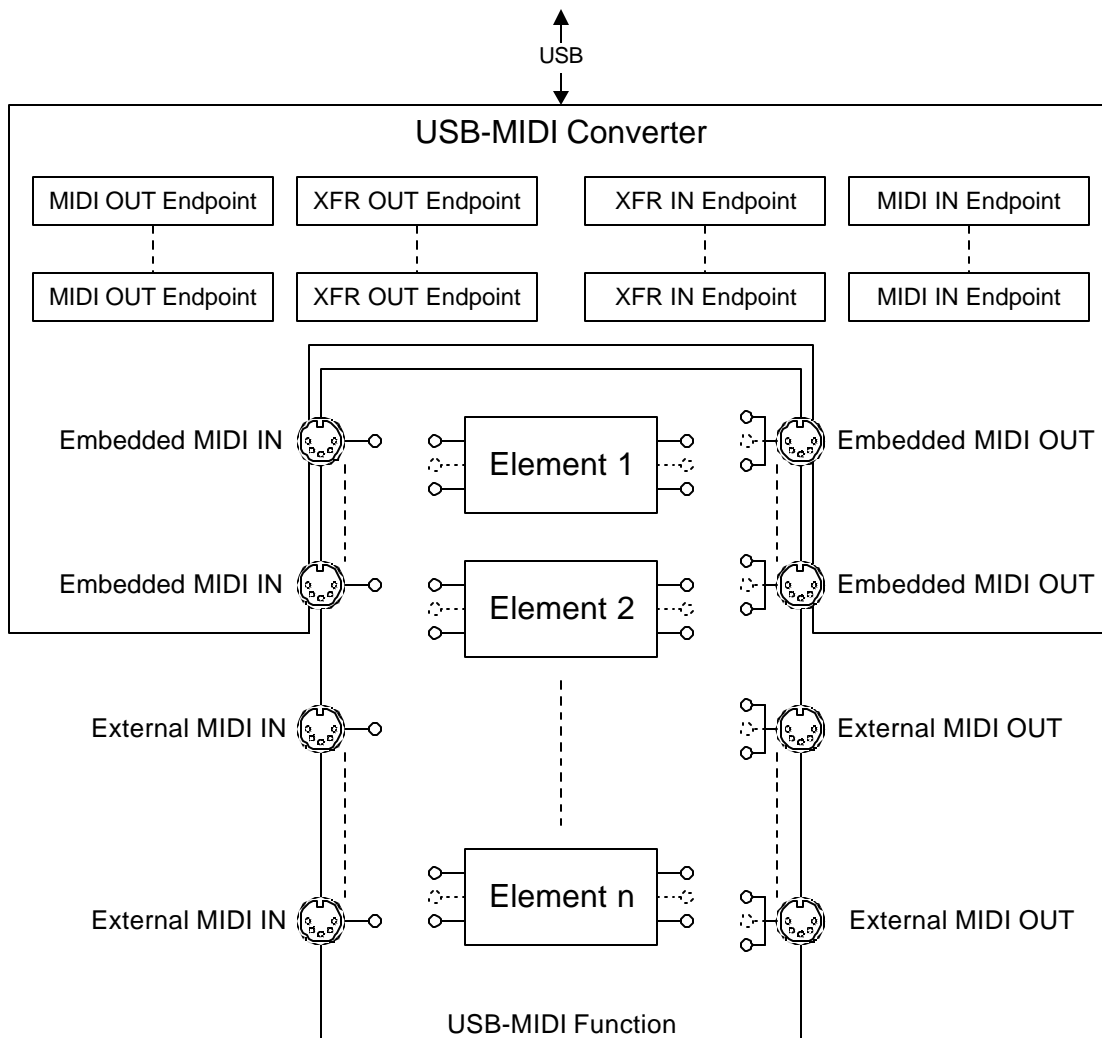 USB
USB-MIDI Converter
MIDI OUT Endpoint
XFR OUT Endpoint
XFR IN Endpoint
MIDI IN Endpoint
MIDI OUT Endpoint
XFR OUT Endpoint
XFR IN Endpoint
MIDI IN Endpoint
Embedded MIDI IN
Element 1
Embedded MIDI OUT
Embedded MIDI IN
Element 2
Embedded MIDI OUT
External MIDI IN
External MIDI OUT
External MIDI IN
Element n
External MIDI OUT
USB-MIDI Function